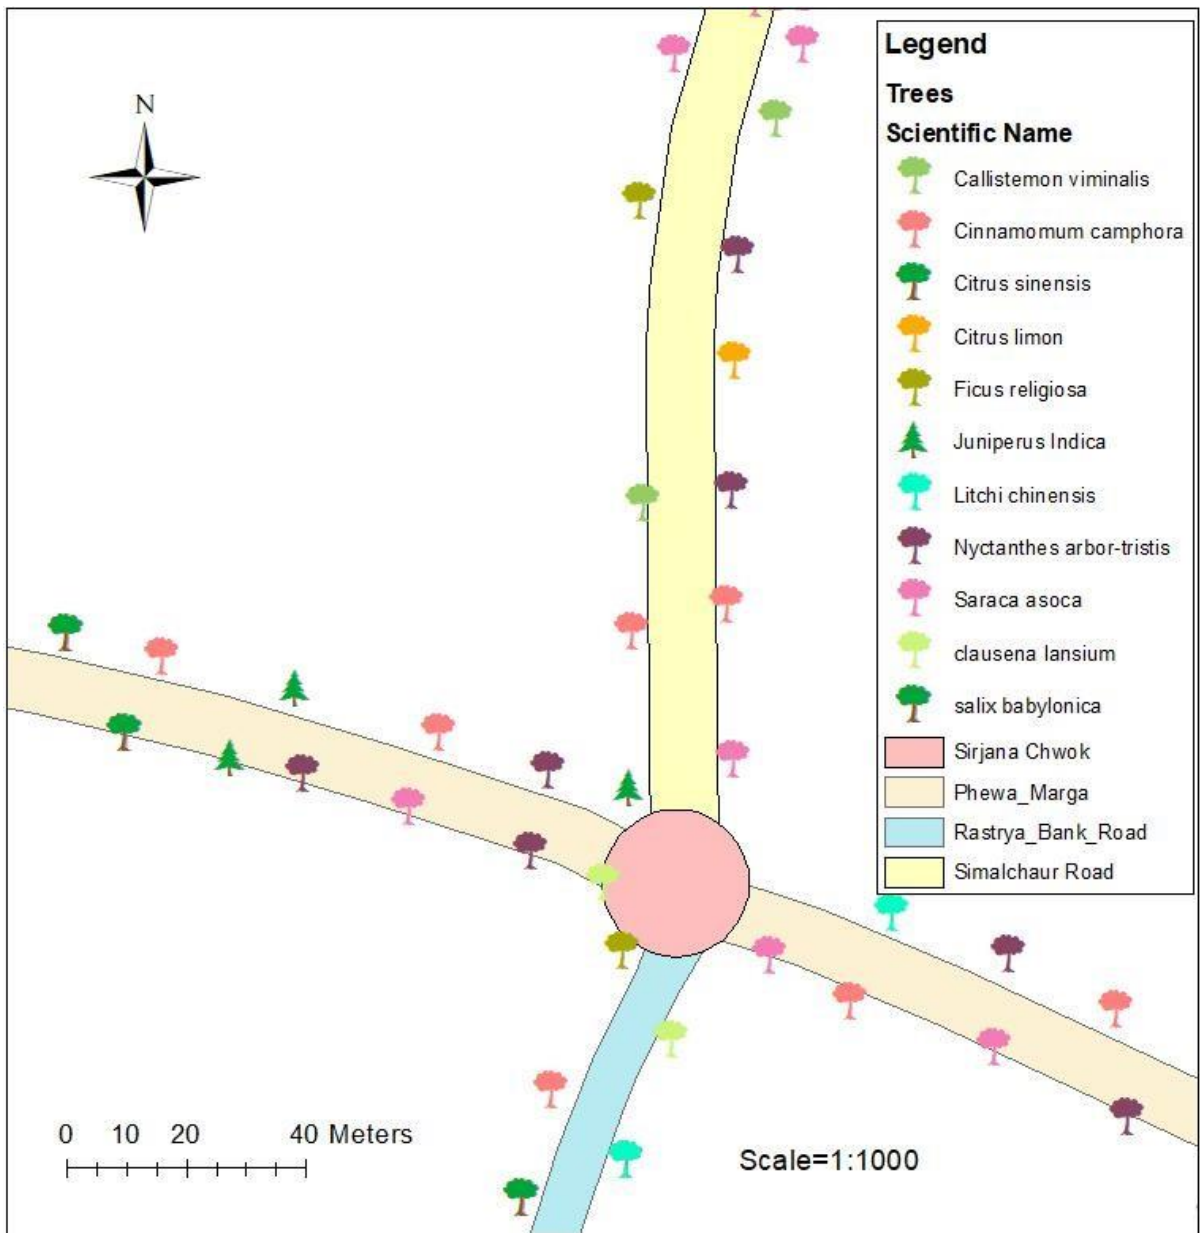 N
Legend
Trees
Scientific Name
Callistemon viminalis
Cinnamomum camphora
Citrus sinensis
Citrus limon
Ficus religiosa
Juniperus Indica
Litchi chinensis
Nyctanthes arbor-tristis
Saraca asoca
clausena lansium
salix babylonica
Sirjana Chwok
Phewa_Marga
Rastrya_Bank_Road
Simalchaur Road
0 10 20 40 Meters
Scale=1:1000